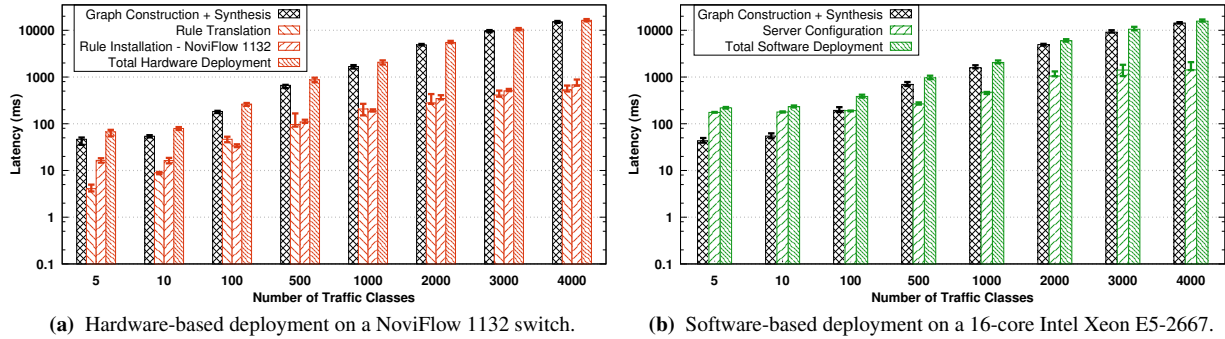 Graph Construction + Synthesis
Rule Translation
Rule Installation - NoviFlow 1132
Total Hardware Deployment
Latency (ms)
10000
1000
100
10
1
0.1
5 10 100 500 1000 2000 3000 4000
Number of Traffic Classes
(a) Hardware-based deployment on a NoviFlow 1132 switch.
Graph Construction + Synthesis
Server Configuration
Total Software Deployment
Latency (ms)
10000
1000
100
10
1
0.1
5 10 100 500 1000 2000 3000 4000
Number of Traffic Classes
(b) Software-based deployment on a 16-core Intel Xeon E5-2667.